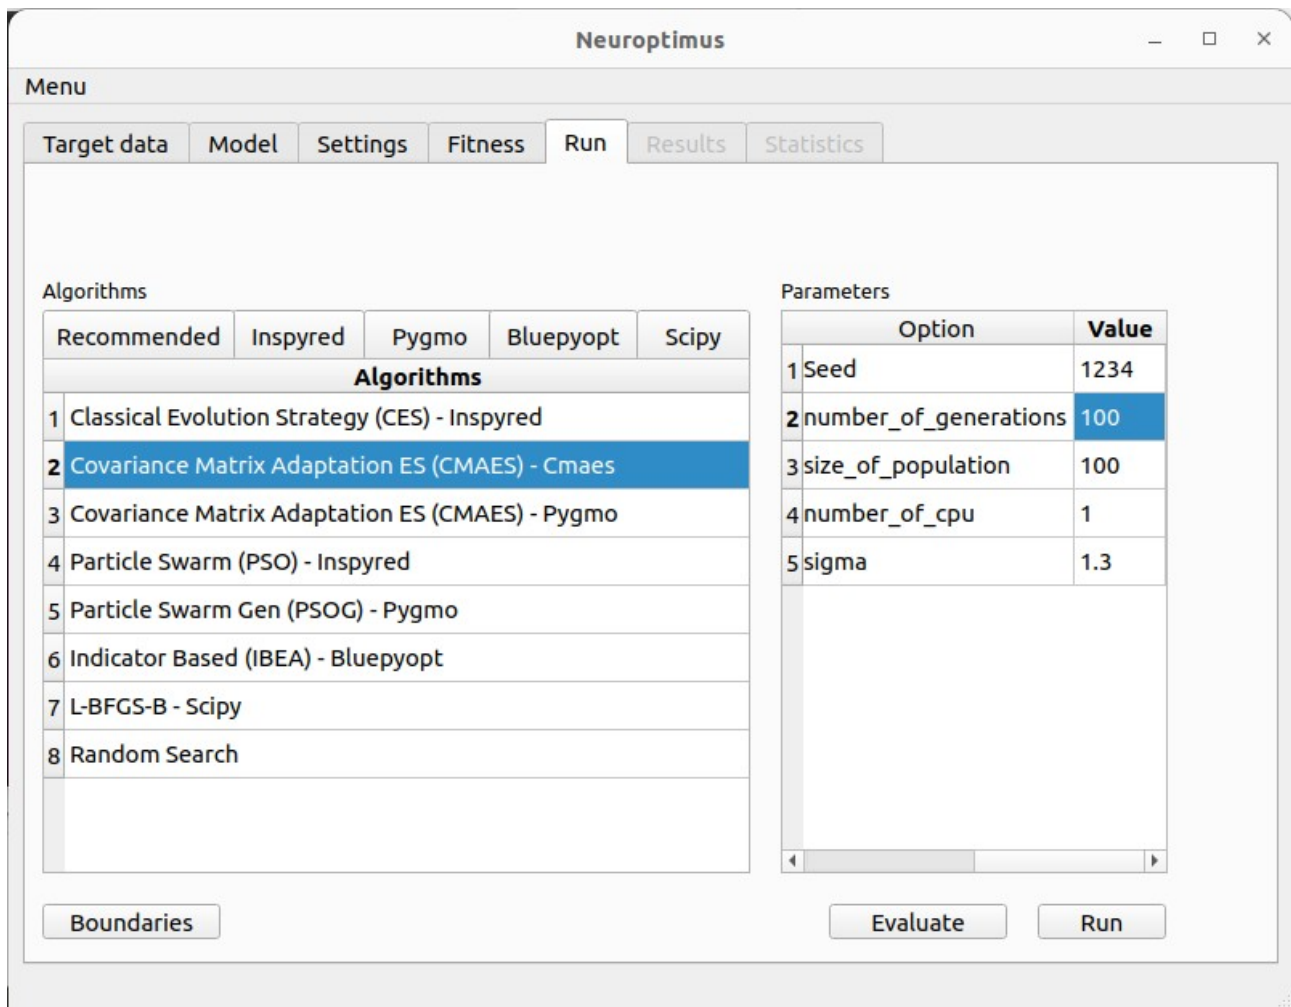 Neuroptimus
Menu
Target data Model Settings Fitness Run Results Statistics
Algorithms
Recommended Inspyred Pygmo Bluepyopt Scipy
Algorithms
1 Classical Evolution Strategy (CES) - Inspyred
2 Covariance Matrix Adaptation ES (CMAES) - Cmaes
3 Covariance Matrix Adaptation ES (CMAES) - Pygmo
4 Particle Swarm (PSO) - Inspyred
5 Particle Swarm Gen (PSOG) - Pygmo
6 Indicator Based (IBEA) - Bluepyopt
7 L-BFGS-B - Scipy
8 Random Search
Parameters
Option Value
1 Seed 1234
2 number_of_generations 100
3 size_of_population 100
4 number_of_cpu 1
5 sigma 1.3
Boundaries Evaluate Run